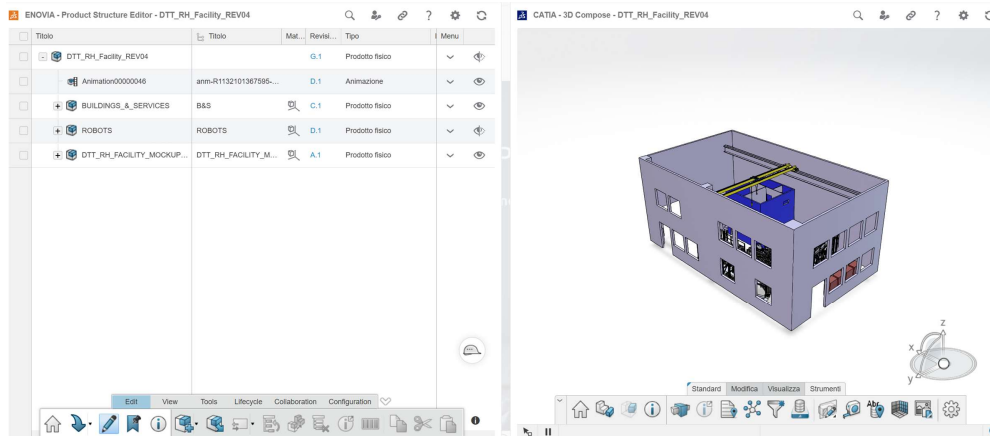 ENOVIA - Product Structure Editor - DTT_RH_Facility_REV04
Titolo Titolo Mat... Revisi... Tipo Menu
DTT_RH_Facility_REV04 G.1 Prodotto fisico
Animation00000046 anm-R1132101367595-... D.1 Animazione
BUILDINGS_&_SERVICES B&S C.1 Prodotto fisico
ROBOTS ROBOTS D.1 Prodotto fisico
DTT_RH_FACILITY_MOCKUP... DTT_RH_FACILITY_M... A.1 Prodotto fisico
Edit View Tools Lifecycle Collaboration Configuration
CATIA - 3D Compose - DTT_RH_Facility_REV04
z
x
y
Standard Modifica Visualizza Strumenti
Abc